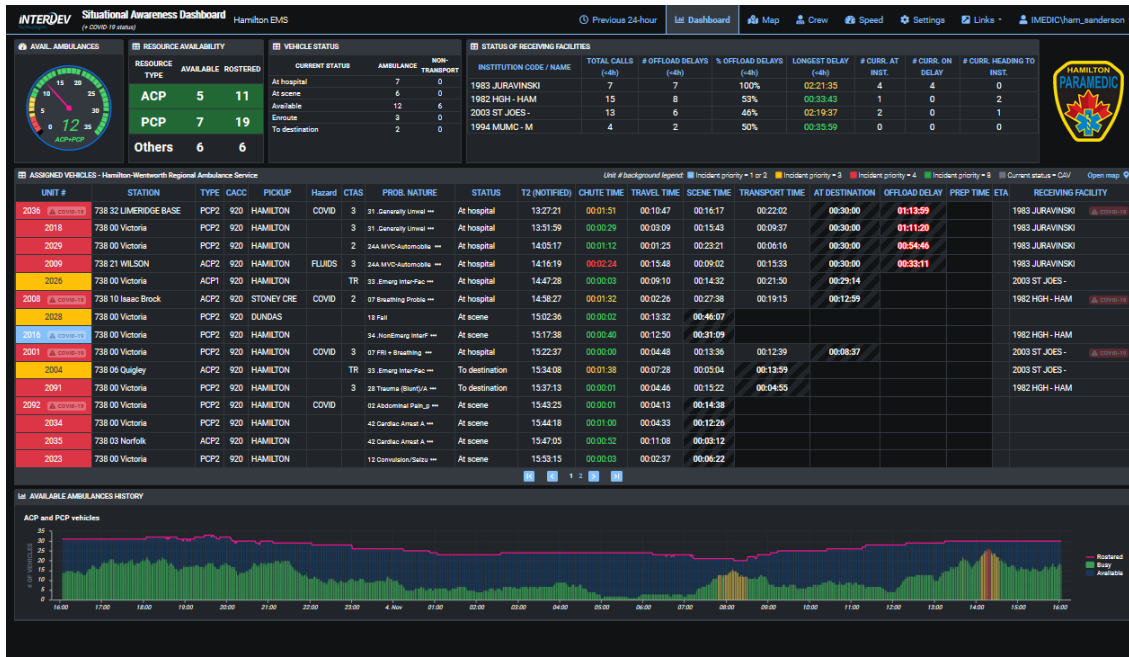 iNTERDEV Situational Awareness Dashboard Hamilton EMS
(+ COVID-19 status)
Previous 24-hour Dashboard Map Crew Speed Settings Links IMEDIC\ham_sanderson
AVAIL. AMBULANCES
0 5 10 15 20 25 30 35
12
ACP+PCP
RESOURCE AVAILABILITY
RESOURCE TYPE AVAILABLE ROSTERED
ACP 5 11
PCP 7 19
Others 6 6
VEHICLE STATUS
CURRENT STATUS AMBULANCE NON-TRANSPORT
At hospital 7 0
At scene 6 0
Available 12 6
Enroute 3 0
To destination 2 0
STATUS OF RECEIVING FACILITIES
INSTITUTION CODE / NAME TOTAL CALLS (<4h) # OFFLOAD DELAYS (<4h) % OFFLOAD DELAYS (<4h) LONGEST DELAY (<4h) # CURR. AT INST. # CURR. ON DELAY # CURR. HEADING TO INST.
1983 JURAVINSKI 7 7 100% 02:21:35 4 4 0
1982 HGH - HAM 15 8 53% 00:33:43 1 0 2
2003 ST JOES - 13 6 46% 02:19:37 2 0 1
1994 MUMC - M 4 2 50% 00:35:59 0 0 0
HAMILTON
PARAMEDIC
ASSIGNED VEHICLES - Hamilton-Wentworth Regional Ambulance Service
Unit # background legend: Incident priority = 1 or 2 Incident priority = 3 Incident priority = 4 Incident priority = 8 Current status = CAV Open map
UNIT # STATION TYPE CACC PICKUP Hazard CTAS PROB. NATURE STATUS T2 (NOTIFIED) CHUTE TIME TRAVEL TIME SCENE TIME TRANSPORT TIME AT DESTINATION OFFLOAD DELAY PREP TIME ETA RECEIVING FACILITY
2036 COVID-19 738 32 LIMERIDGE BASE PCP2 920 HAMILTON COVID 3 31 .Generally Unwel ••• At hospital 13:27:21 00:01:51 00:10:47 00:16:17 00:22:02 00:30:00 01:13:59 1983 JURAVINSKI COVID-19
2018 738 00 Victoria PCP2 920 HAMILTON 3 31 .Generally Unwel ••• At hospital 13:51:59 00:00:29 00:03:09 00:15:43 00:09:37 00:30:00 01:11:20 1983 JURAVINSKI
2029 738 00 Victoria PCP2 920 HAMILTON 2 24A MVC-Automobile ••• At hospital 14:05:17 00:01:12 00:01:25 00:23:21 00:06:16 00:30:00 00:54:46 1983 JURAVINSKI
2009 738 21 WILSON ACP2 920 HAMILTON FLUIDS 3 24A MVC-Automobile ••• At hospital 14:16:19 00:02:24 00:15:48 00:09:02 00:15:33 00:30:00 00:33:11 1983 JURAVINSKI
2026 738 00 Victoria ACP1 920 HAMILTON TR 33 .Emerg Inter-Fac ••• At hospital 14:47:28 00:00:03 00:09:10 00:14:32 00:21:50 00:29:14 2003 ST JOES -
2008 COVID-19 738 10 Isaac Brock ACP2 920 STONEY CRE COVID 2 07 Breathing Proble ••• At hospital 14:58:27 00:01:32 00:02:26 00:27:38 00:19:15 00:12:59 1982 HGH - HAM COVID-19
2028 738 00 Victoria PCP2 920 DUNDAS 18 Fall At scene 15:02:36 00:00:02 00:13:32 00:46:07
2016 COVID-19 738 00 Victoria PCP2 920 HAMILTON 34 .NonEmerg InterF ••• At scene 15:17:38 00:00:40 00:12:50 00:31:09 1982 HGH - HAM
2001 COVID-19 738 00 Victoria PCP2 920 HAMILTON COVID 3 07 FRI + Breathing ••• At hospital 15:22:37 00:00:00 00:04:48 00:13:36 00:12:39 00:08:37 2003 ST JOES - COVID-19
2004 738 06 Quigley ACP2 920 HAMILTON TR 33 .Emerg Inter-Fac ••• To destination 15:34:08 00:01:38 00:07:28 00:05:04 00:13:59 2003 ST JOES -
2091 738 00 Victoria PCP2 920 HAMILTON 3 28 Trauma (Blunt)/A ••• To destination 15:37:13 00:00:01 00:04:46 00:15:22 00:04:55 1982 HGH - HAM
2092 COVID-19 738 00 Victoria PCP2 920 HAMILTON COVID 02 Abdominal Pain_p ••• At scene 15:43:25 00:00:01 00:04:13 00:14:38
2034 738 00 Victoria PCP2 920 HAMILTON 42 Cardiac Arrest A ••• At scene 15:44:18 00:01:00 00:04:33 00:12:26
2035 738 03 Norfolk ACP2 920 HAMILTON 42 Cardiac Arrest A ••• At scene 15:47:05 00:00:52 00:11:08 00:03:12
2023 738 00 Victoria PCP2 920 HAMILTON 12 Convulsion/Seizu ••• At scene 15:53:15 00:00:03 00:02:37 00:06:22
1 2
AVAILABLE AMBULANCES HISTORY
ACP and PCP vehicles
# OF VEHICLES
35
30
25
20
15
10
5
0
16:00 17:00 18:00 19:00 20:00 21:00 22:00 23:00 4. Nov 01:00 02:00 03:00 04:00 05:00 06:00 07:00 08:00 09:00 10:00 11:00 12:00 13:00 14:00 15:00 16:00
Rostered
Busy
Available